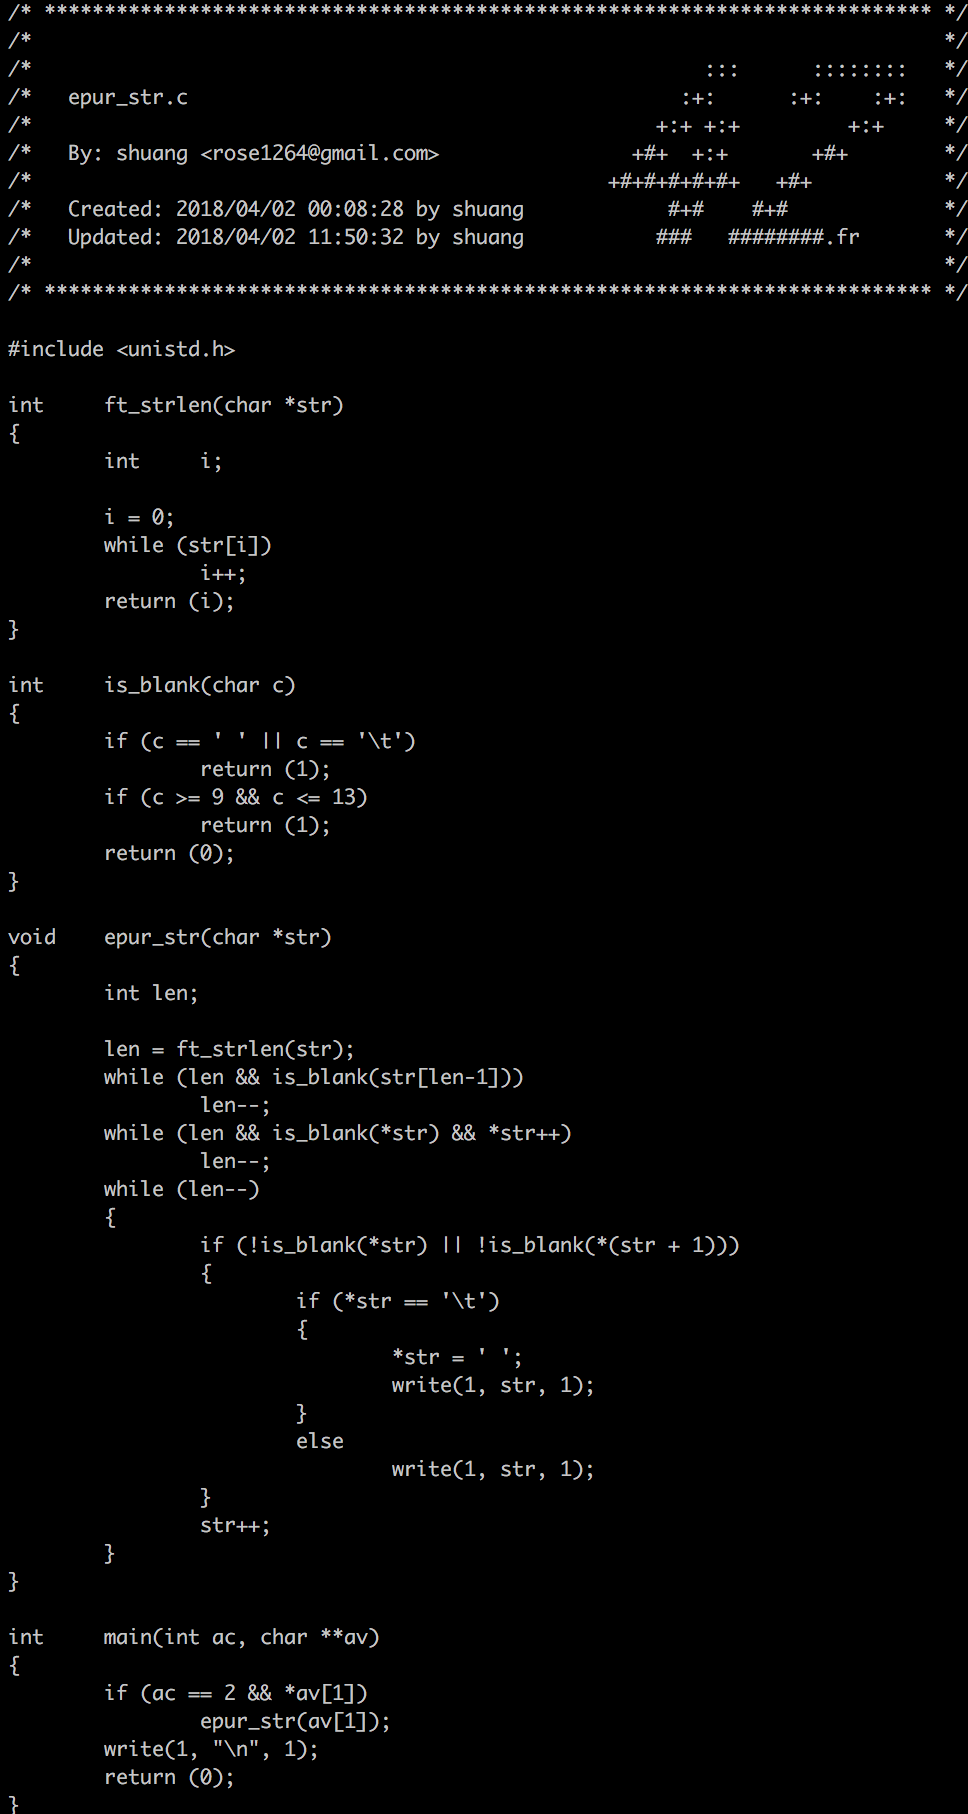 /* ************************************************************************** */
/*                                                                            */
/*                                                        :::      ::::::::   */
/*   epur_str.c                                         :+:      :+:    :+:   */
/*                                                    +:+ +:+         +:+     */
/*   By: shuang <rose1264@gmail.com>                +#+  +:+       +#+        */
/*                                                +#+#+#+#+#+   +#+           */
/*   Created: 2018/04/02 00:08:28 by shuang            #+#    #+#             */
/*   Updated: 2018/04/02 11:50:32 by shuang           ###   ########.fr       */
/*                                                                            */
/* ************************************************************************** */

#include <unistd.h>

int     ft_strlen(char *str)
{
        int     i;

        i = 0;
        while (str[i])
                i++;
        return (i);
}

int     is_blank(char c)
{
        if (c == ' ' || c == '\t')
                return (1);
        if (c >= 9 && c <= 13)
                return (1);
        return (0);
}

void    epur_str(char *str)
{
        int len;

        len = ft_strlen(str);
        while (len && is_blank(str[len-1]))
                len--;
        while (len && is_blank(*str) && *str++)
                len--;
        while (len--)
        {
                if (!is_blank(*str) || !is_blank(*(str + 1)))
                {
                        if (*str == '\t')
                        {
                                *str = ' ';
                                write(1, str, 1);
                        }
                        else
                                write(1, str, 1);
                }
                str++;
        }
}

int     main(int ac, char **av)
{
        if (ac == 2 && *av[1])
                epur_str(av[1]);
        write(1, "\n", 1);
        return (0);
}